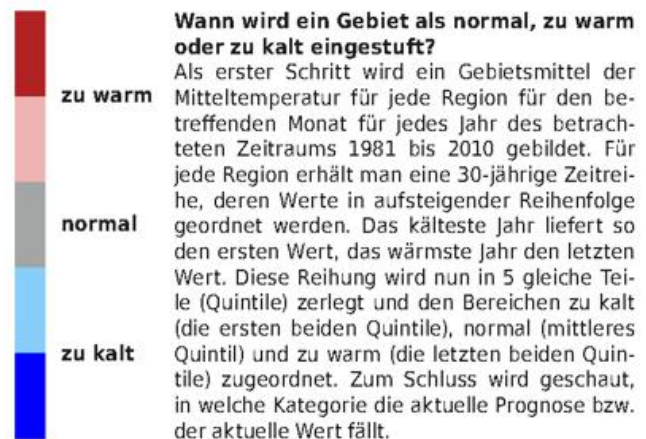 Wann wird ein Gebiet als normal, zu warm
oder zu kalt eingestuft?
Als erster Schritt wird ein Gebietsmittel der
Mitteltemperatur für jede Region für den be-
treffenden Monat für jedes Jahr des betrach-
teten Zeitraums 1981 bis 2010 gebildet. Für
jede Region erhält man eine 30-jährige Zeitrei-
he, deren Werte in aufsteigender Reihenfolge
geordnet werden. Das kälteste Jahr liefert so
den ersten Wert, das wärmste Jahr den letzten
Wert. Diese Reihung wird nun in 5 gleiche Tei-
le (Quintile) zerlegt und den Bereichen zu kalt
(die ersten beiden Quintile), normal (mittleres
Quintil) und zu warm (die letzten beiden Quin-
tile) zugeordnet. Zum Schluss wird geschaut,
in welche Kategorie die aktuelle Prognose bzw.
der aktuelle Wert fällt.
zu warm
normal
zu kalt